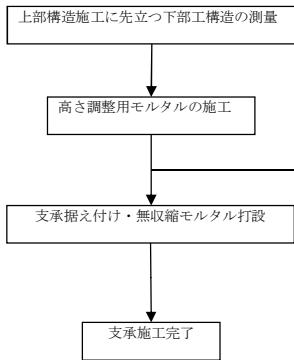 上部構造施工に先立つ下部工構造の測量
高さ調整用モルタルの施工
支承据え付け・無収縮モルタル打設
支承施工完了